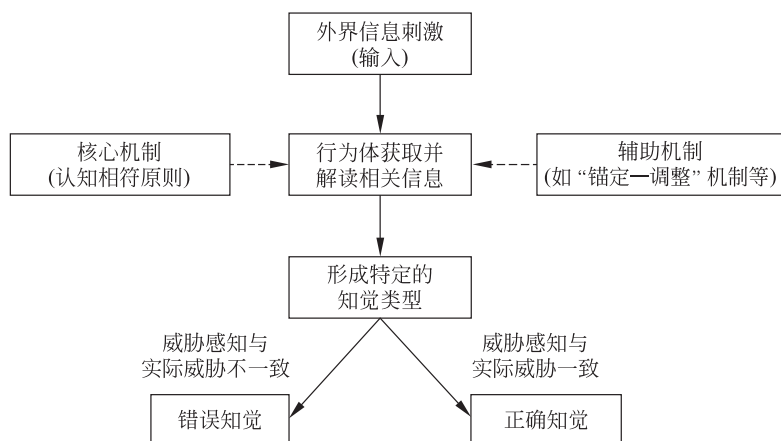 外界信息刺激
(输入)
核心机制
(认知相符原则)
行为体获取并
解读相关信息
辅助机制
(如“锚定—调整”机制等)
形成特定的
知觉类型
威胁感知与
实际威胁不一致
威胁感知与
实际威胁一致
错误知觉
正确知觉